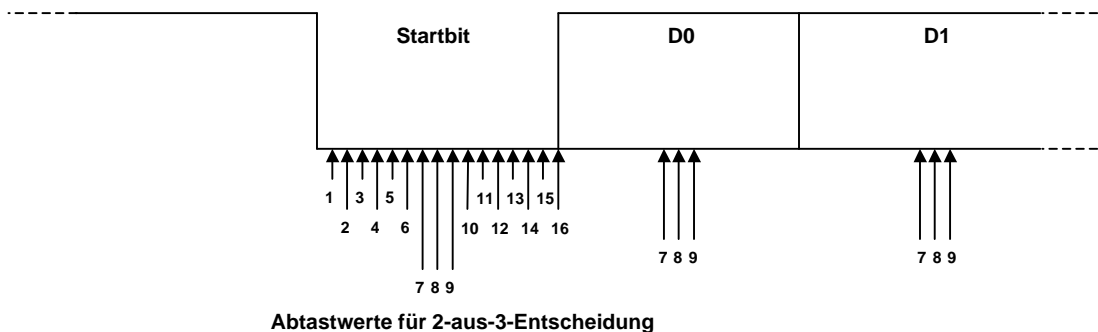 Startbit D0 D1
1 3 5 11 13 15
2 4 6 10 12 14 16
7 8 9 7 8 9 7 8 9
Abtastwerte für 2-aus-3-Entscheidung